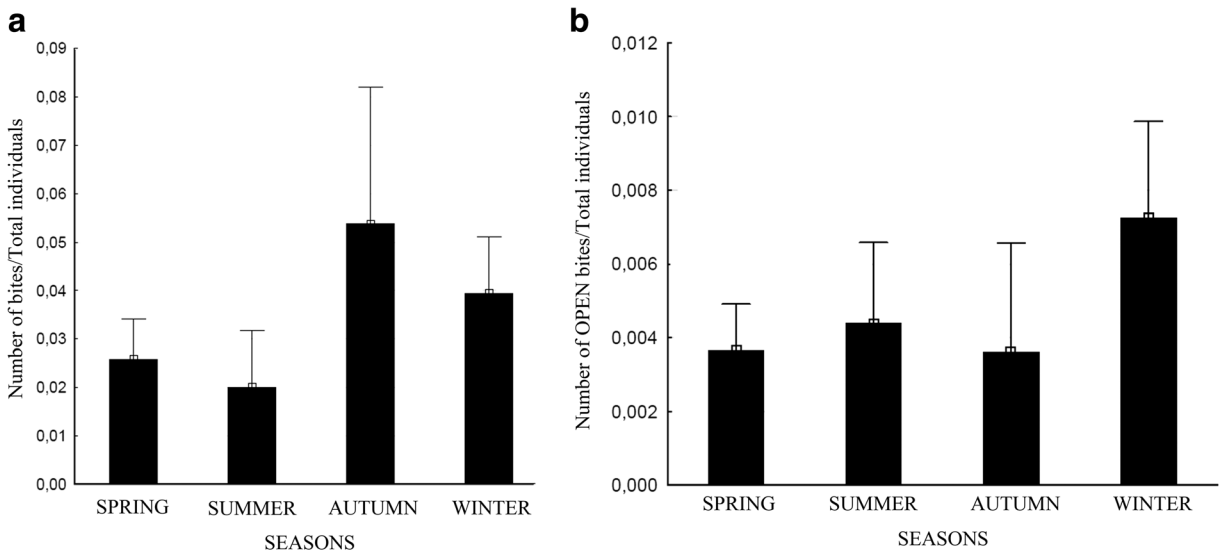 a
Number of bites/Total individuals
0,09
0,08
0,07
0,06
0,05
0,04
0,03
0,02
0,01
0,00
SPRING SUMMER AUTUMN WINTER
SEASONS
b
Number of OPEN bites/Total individuals
0,012
0,010
0,008
0,006
0,004
0,002
0,000
SPRING SUMMER AUTUMN WINTER
SEASONS